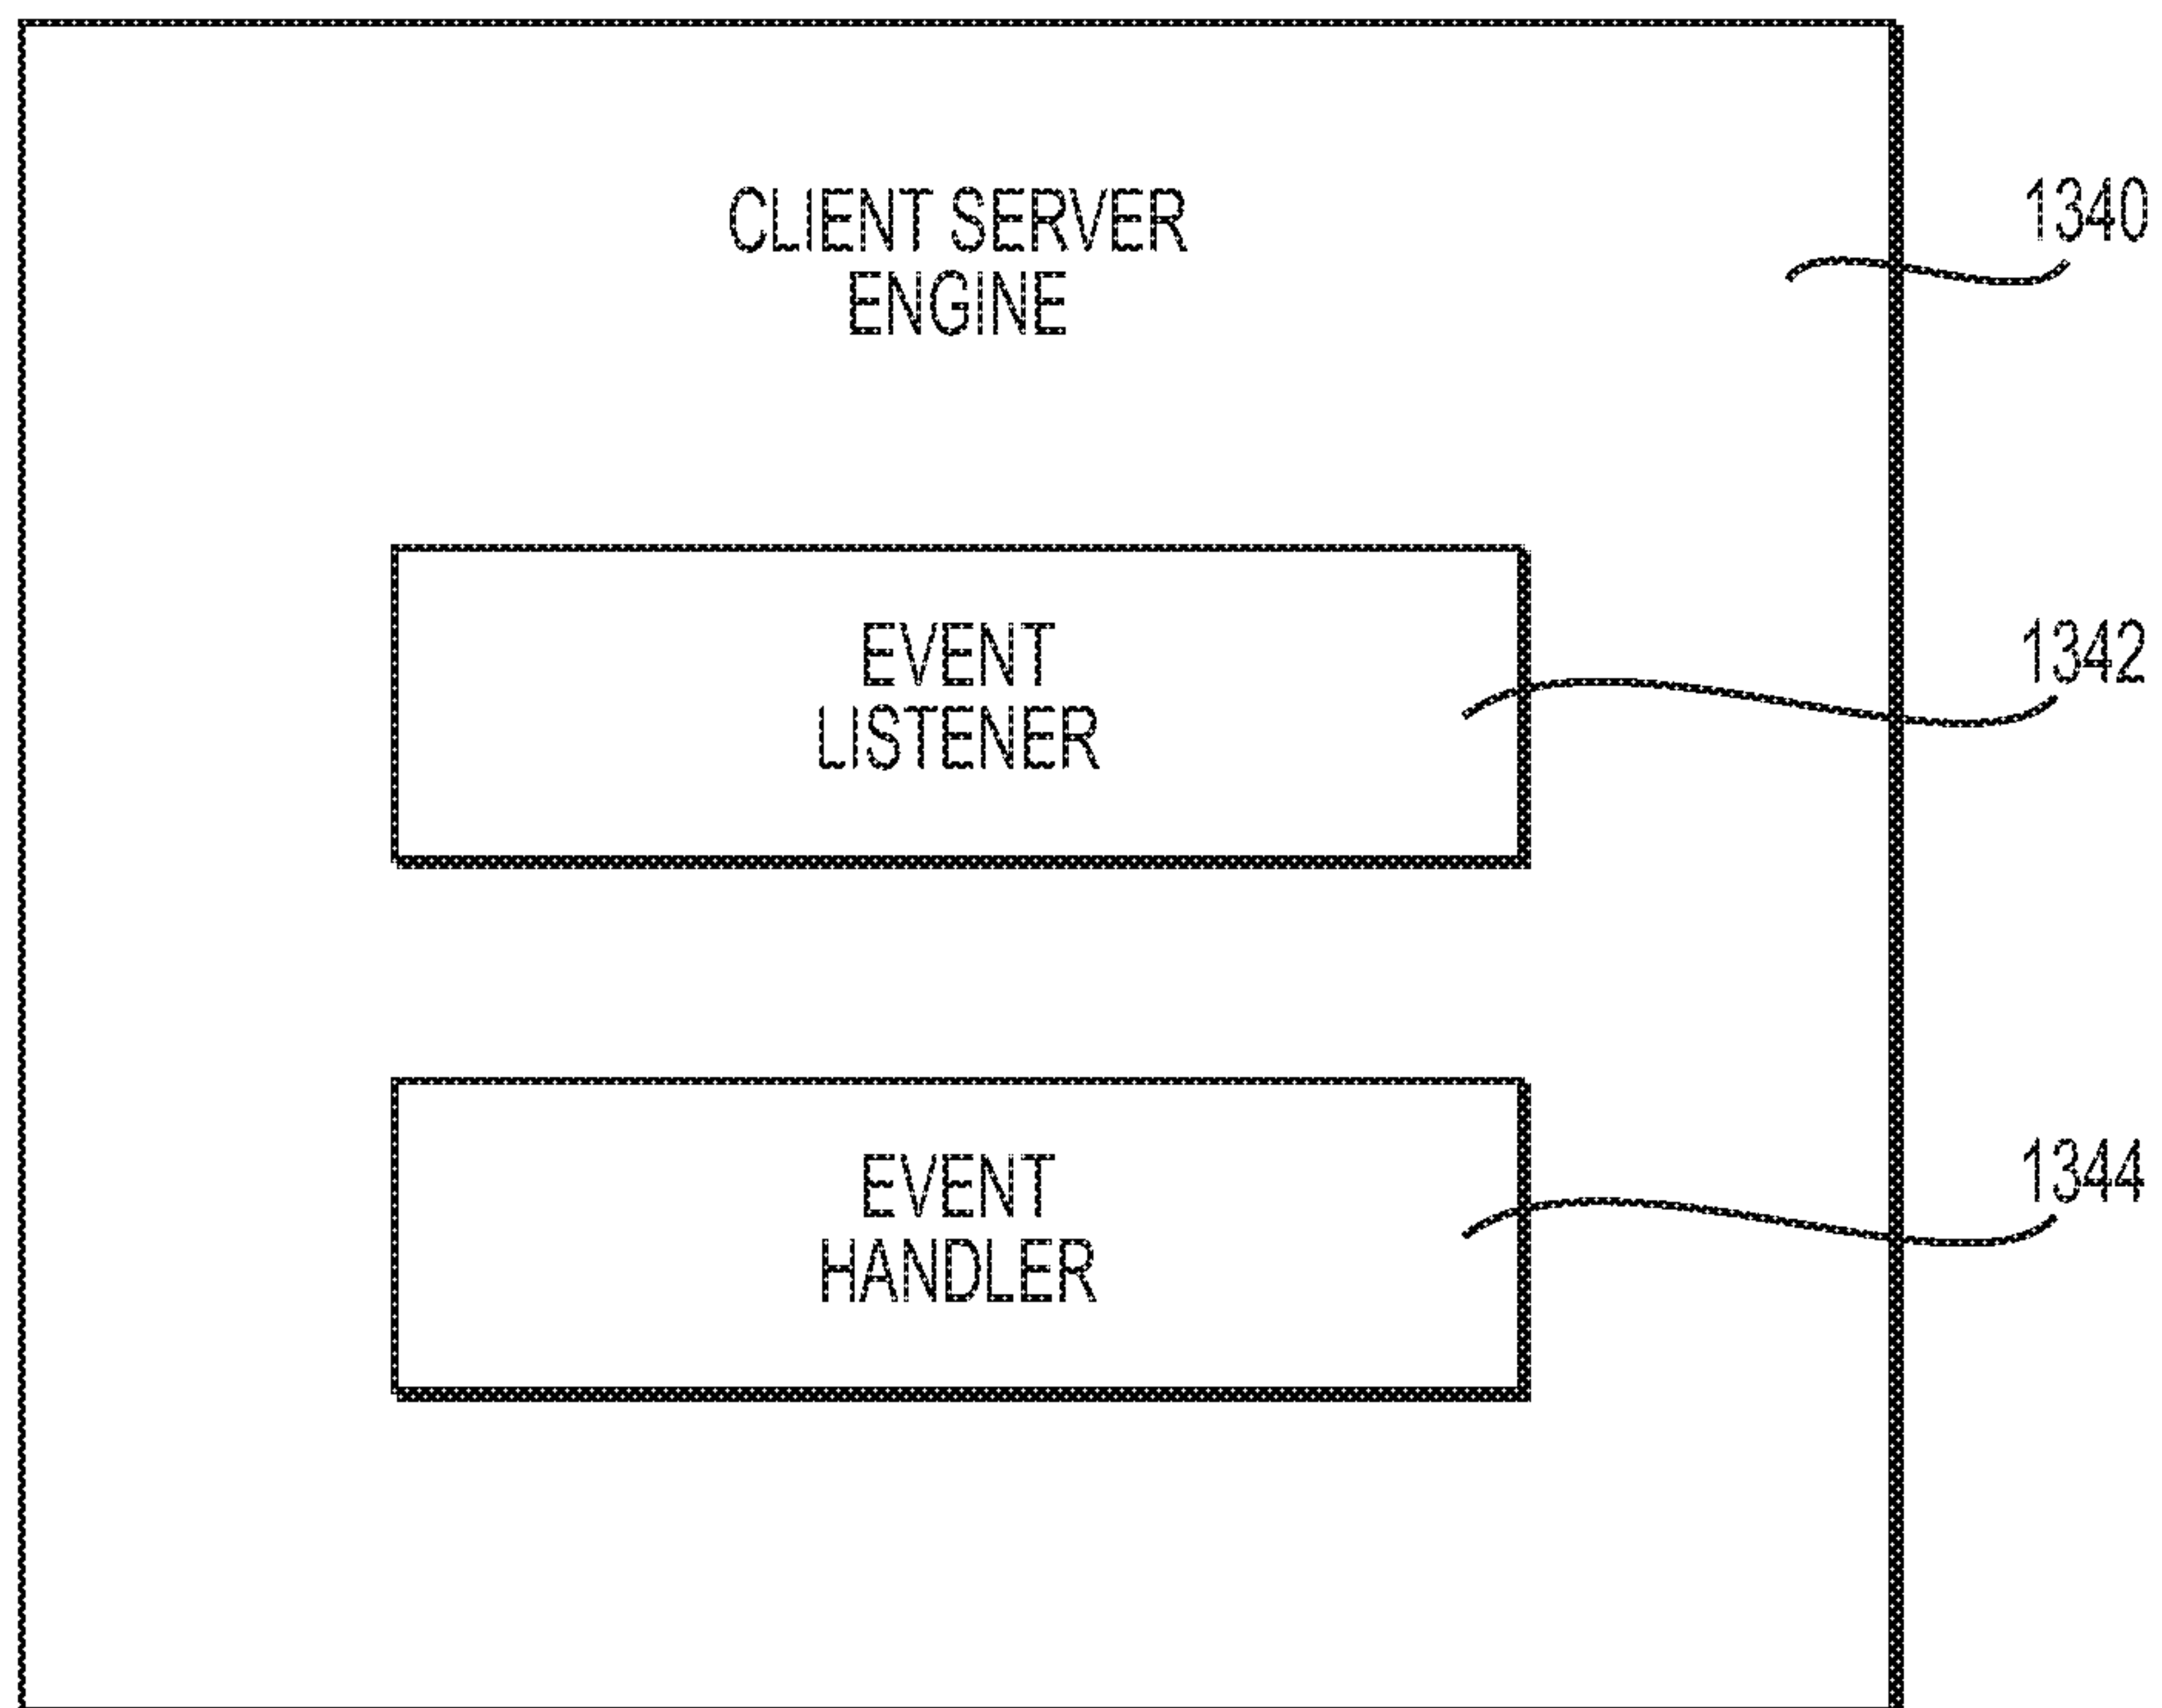 CLIENT SERVER
ENGINE
1340
EVENT
LISTENER
1342
EVENT
HANDLER
1344